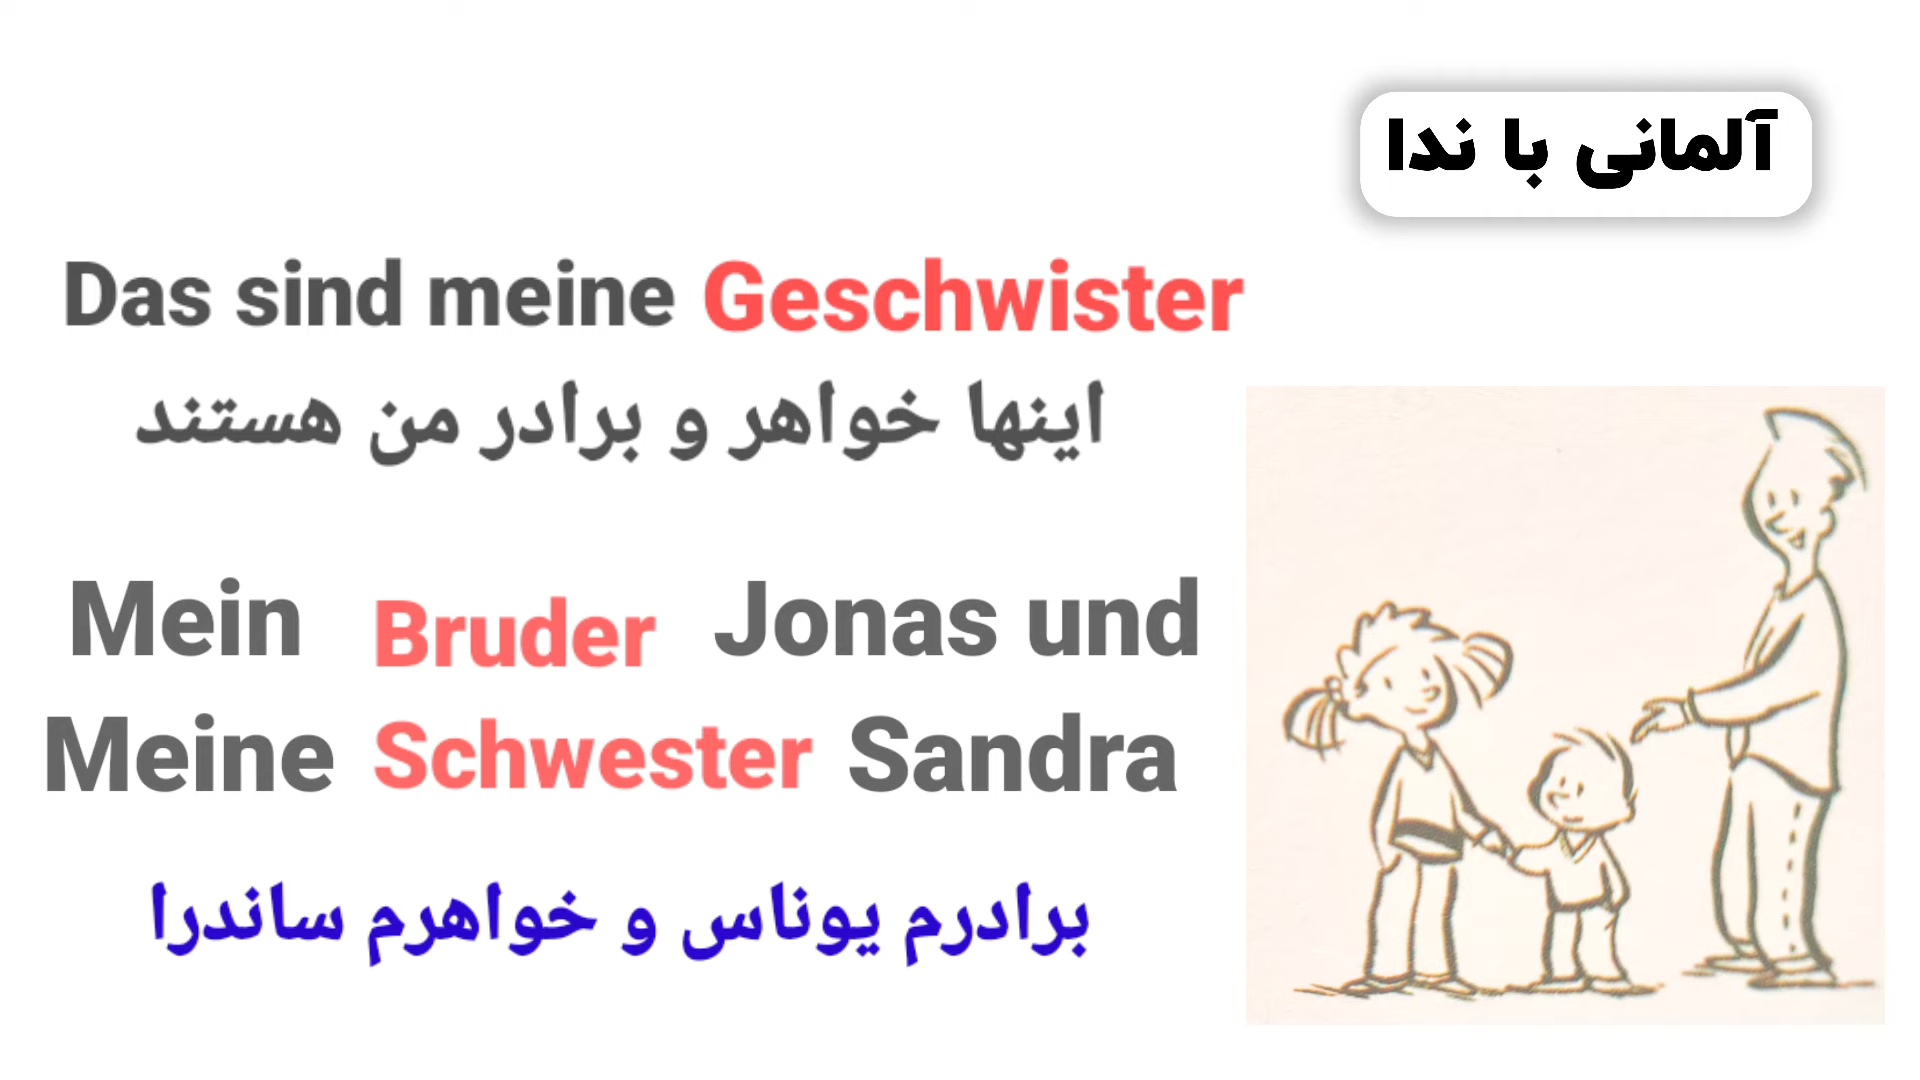 آلمانی با ندا
Das sind meine Geschwister
اینها خواهر و برادر من هستند
Mein Bruder Jonas und
Meine Schwester Sandra
برادرم یوناس و خواهرم ساندرا